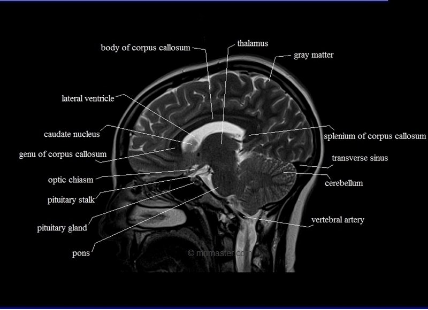 body of corpus callosum
thalamus
gray matter
lateral ventricle
caudate nucleus
splenium of corpus callosum
genu of corpus callosum
transverse sinus
optic chiasm
cerebellum
pituitary stalk
vertebral artery
pituitary gland
pons